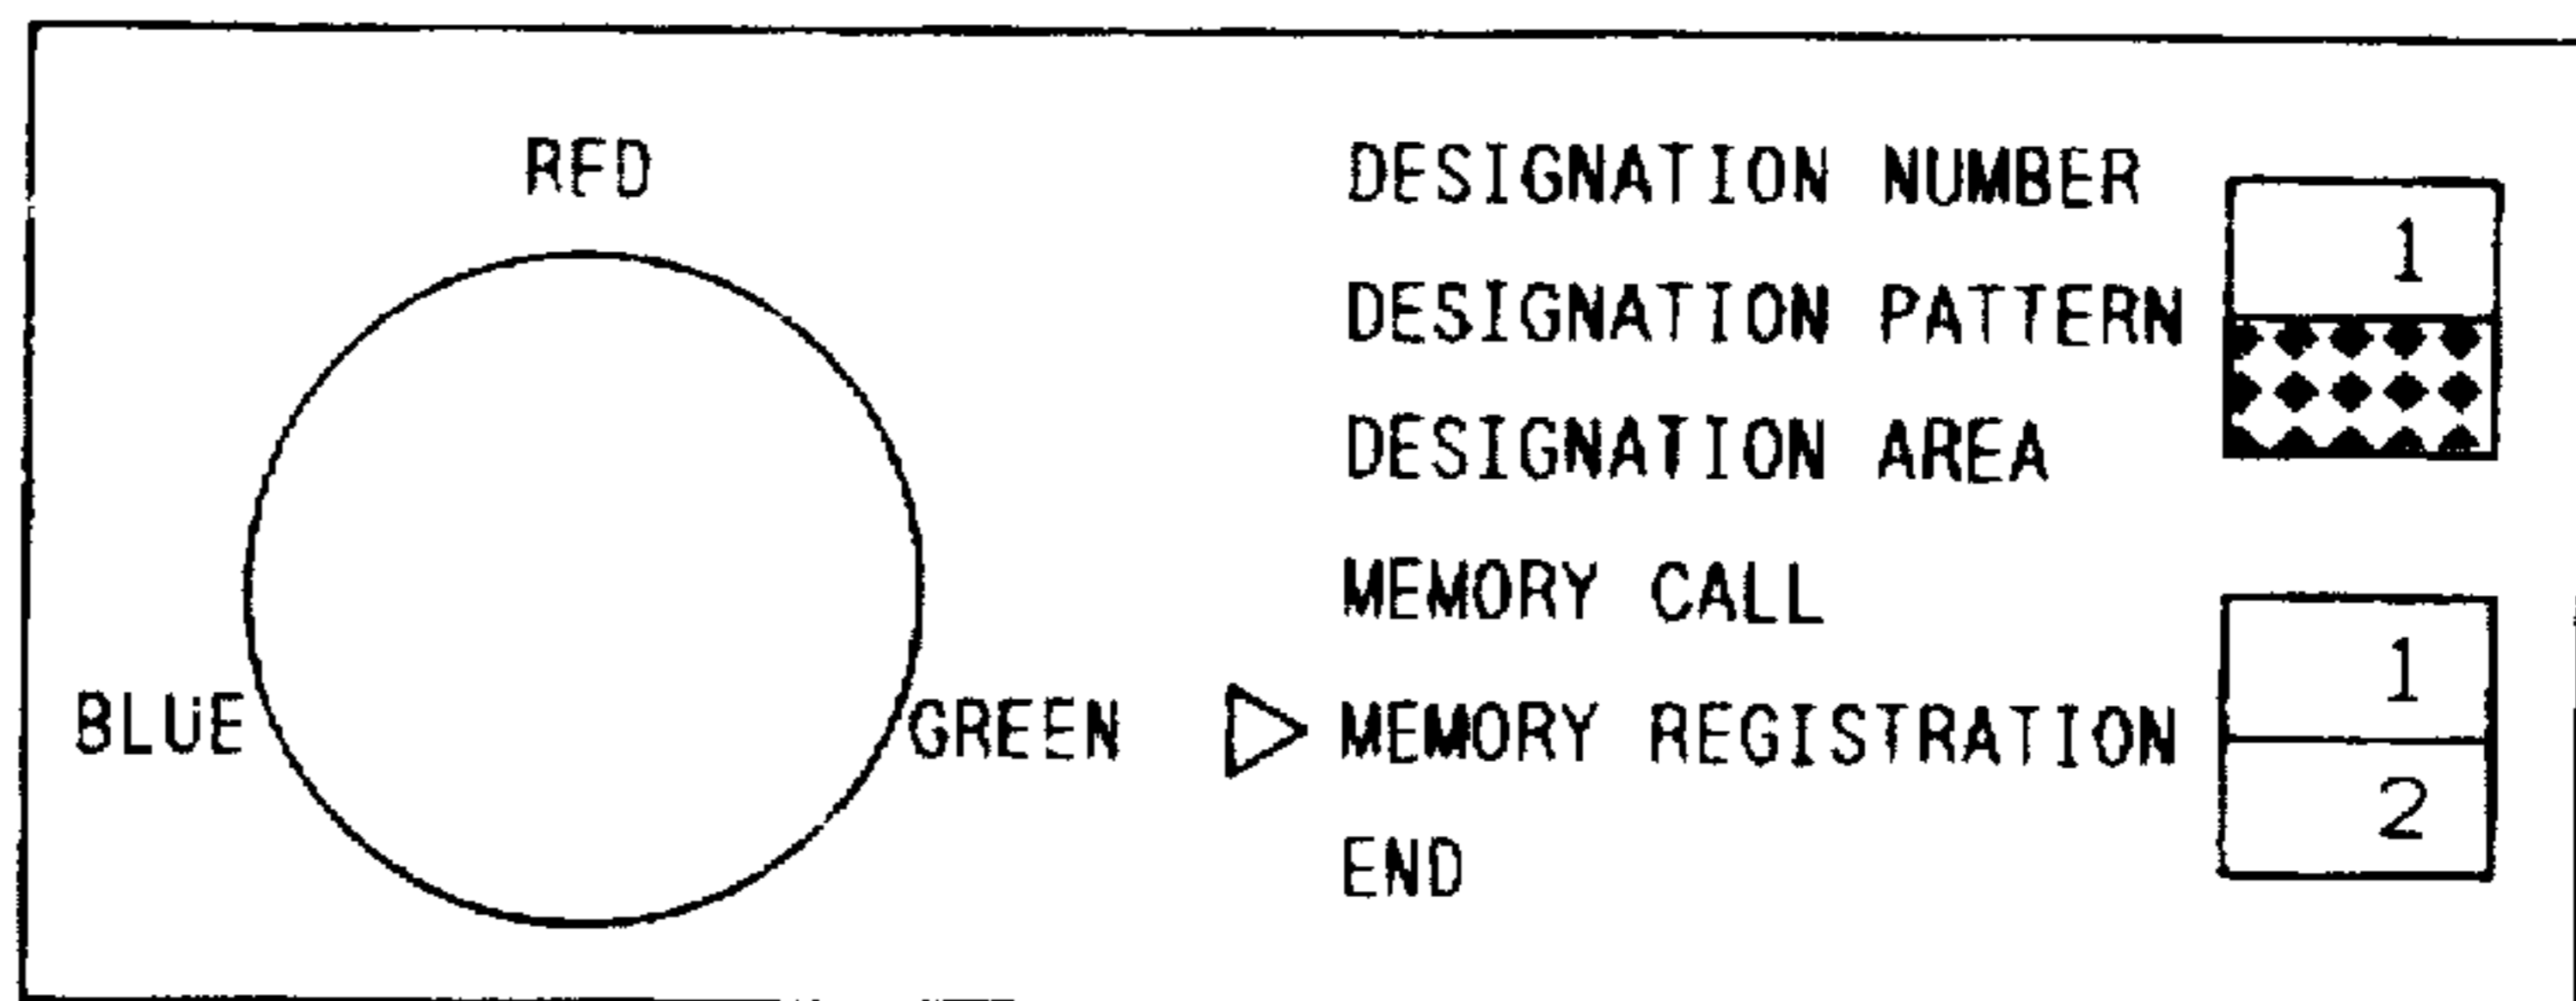 RED
DESIGNATION NUMBER 1
DESIGNATION PATTERN
DESIGNATION AREA
MEMORY CALL 1
BLUE GREEN ▷ MEMORY REGISTRATION 2
END